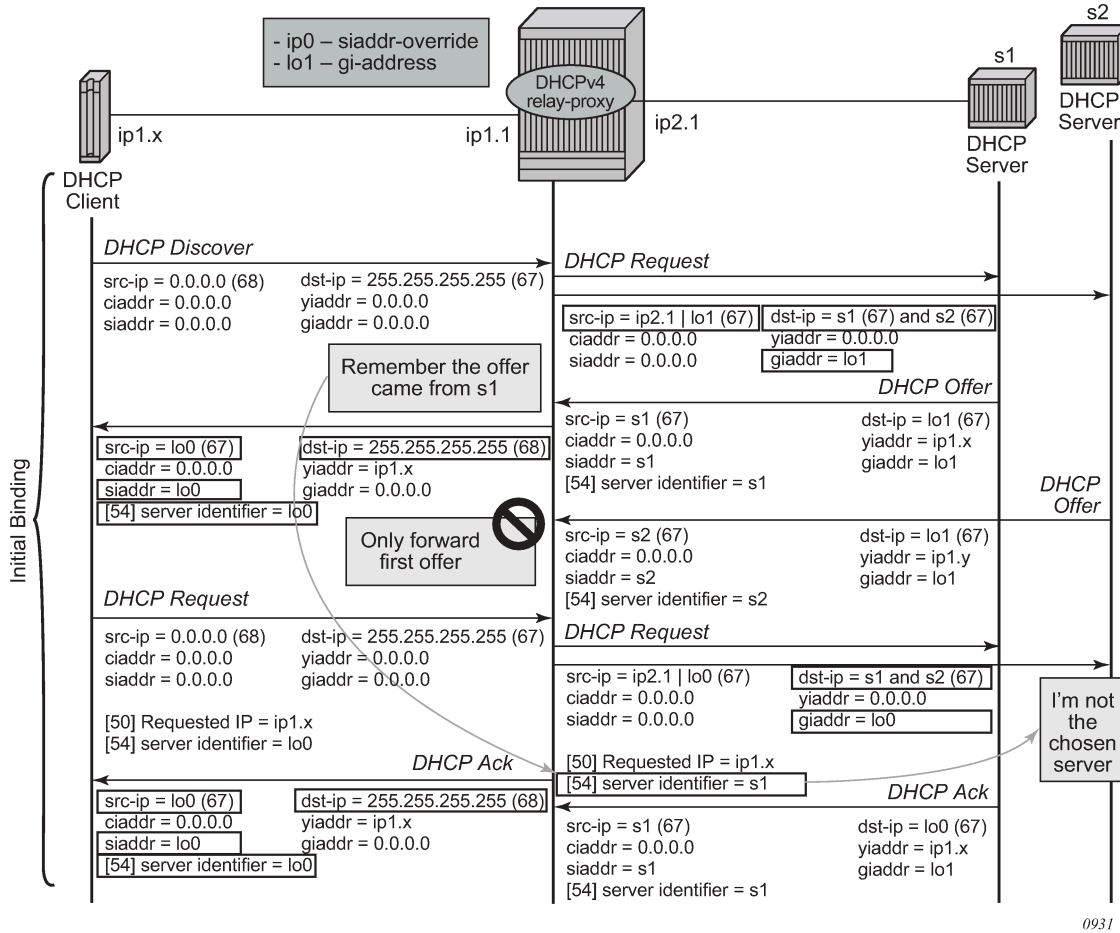 s2
- ip0 – siaddr-override
- lo1 – gi-address
s1
DHCPv4
relay-proxy
DHCP
Server
ip1.x
ip1.1
ip2.1
DHCP
Server
DHCP
Client
Initial Binding
DHCP Discover
src-ip = 0.0.0.0 (68) dst-ip = 255.255.255.255 (67)
ciaddr = 0.0.0.0 yiaddr = 0.0.0.0
siaddr = 0.0.0.0 giaddr = 0.0.0.0
DHCP Request
src-ip = ip2.1 | lo1 (67) dst-ip = s1 (67) and s2 (67)
ciaddr = 0.0.0.0 yiaddr = 0.0.0.0
siaddr = 0.0.0.0 giaddr = lo1
Remember the offer
came from s1
DHCP Offer
src-ip = s1 (67) dst-ip = lo1 (67)
ciaddr = 0.0.0.0 yiaddr = ip1.x
siaddr = s1 giaddr = lo1
[54] server identifier = s1
src-ip = lo0 (67) dst-ip = 255.255.255.255 (68)
ciaddr = 0.0.0.0 yiaddr = ip1.x
siaddr = lo0 giaddr = 0.0.0.0
[54] server identifier = lo0
DHCP
Offer
Only forward
first offer
src-ip = s2 (67) dst-ip = lo1 (67)
ciaddr = 0.0.0.0 yiaddr = ip1.y
siaddr = s2 giaddr = lo1
[54] server identifier = s2
DHCP Request
src-ip = 0.0.0.0 (68) dst-ip = 255.255.255.255 (67)
ciaddr = 0.0.0.0 yiaddr = 0.0.0.0
siaddr = 0.0.0.0 giaddr = 0.0.0.0
[50] Requested IP = ip1.x
[54] server identifier = lo0
DHCP Request
src-ip = ip2.1 | lo0 (67) dst-ip = s1 and s2 (67)
ciaddr = 0.0.0.0 yiaddr = 0.0.0.0
siaddr = 0.0.0.0 giaddr = lo0
[50] Requested IP = ip1.x
[54] server identifier = s1
I'm not
the
chosen
server
DHCP Ack
src-ip = lo0 (67) dst-ip = 255.255.255.255 (68)
ciaddr = 0.0.0.0 yiaddr = ip1.x
siaddr = lo0 giaddr = 0.0.0.0
[54] server identifier = lo0
DHCP Ack
src-ip = s1 (67) dst-ip = lo0 (67)
ciaddr = 0.0.0.0 yiaddr = ip1.x
siaddr = s1 giaddr = lo1
[54] server identifier = s1
0931